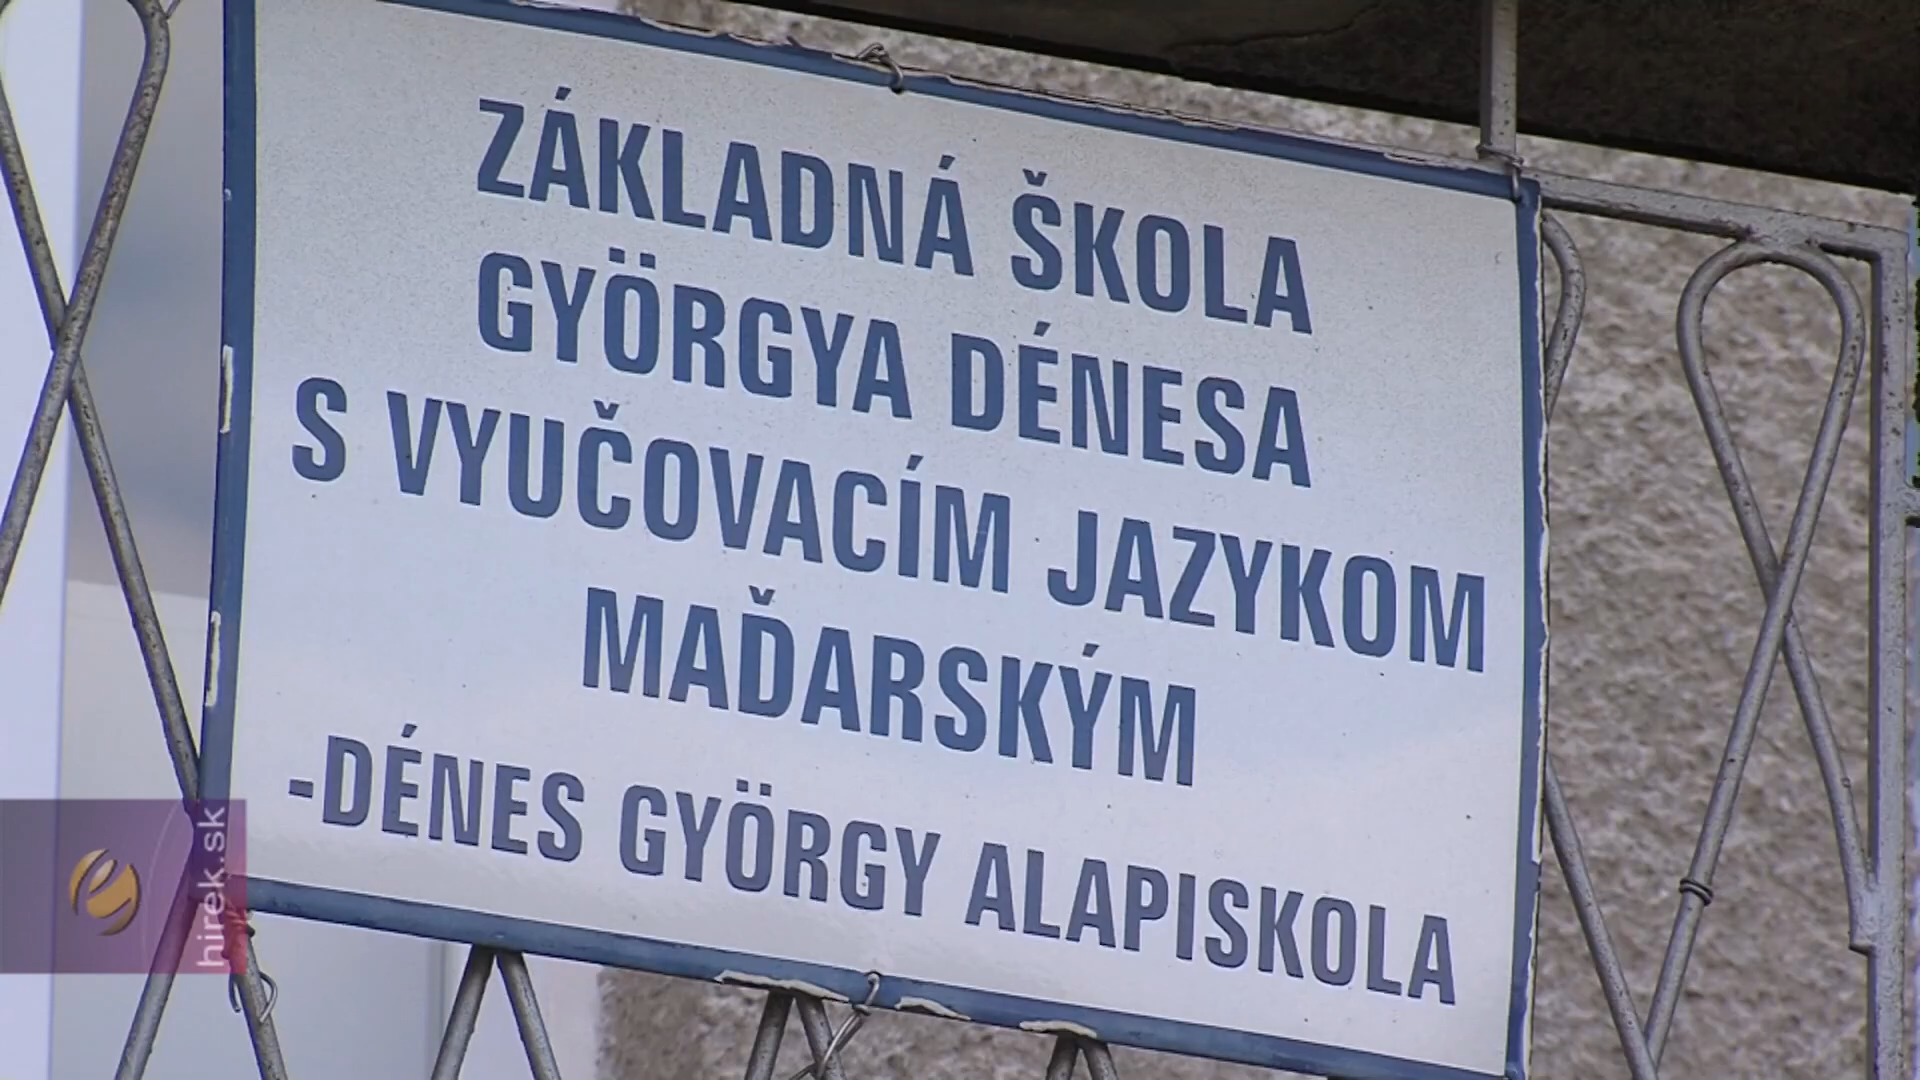 ZÁKLADNÁ ŠKOLA
GYÖRGYA DÉNESA
S VYUČOVACÍM JAZYKOM
MAĎARSKÝM
-DÉNES GYÖRGY ALAPISKOLA
hirek.sk